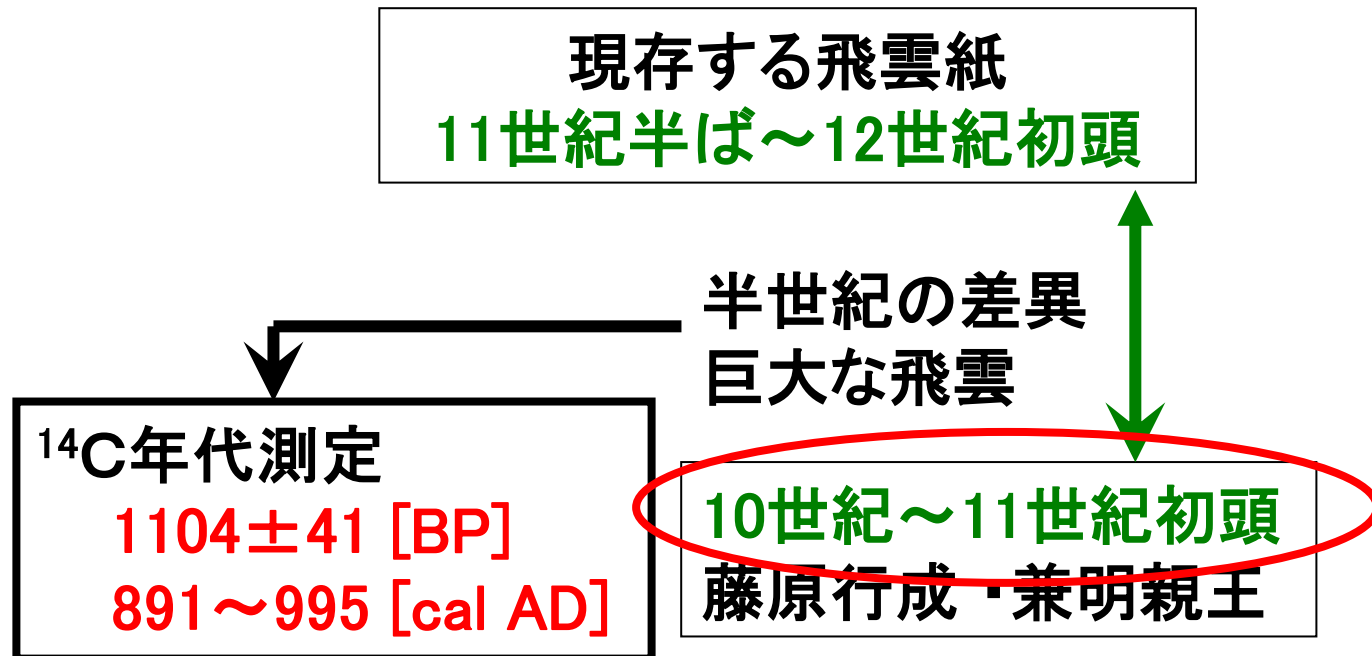 現存する飛雲紙
11世紀半ば～12世紀初頭
半世紀の差異
巨大な飛雲
¹⁴C年代測定
1104±41 [BP]
891～995 [cal AD]
10世紀～11世紀初頭
藤原行成・兼明親王